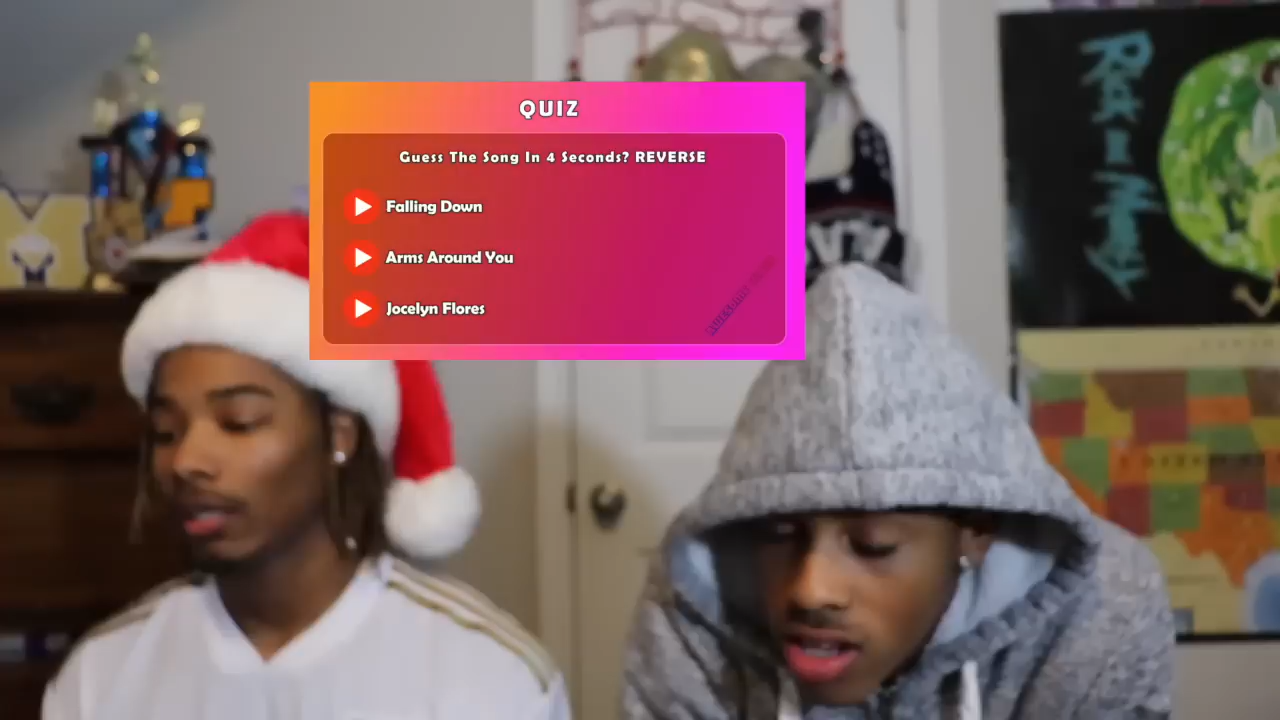 QUIZ
Guess The Song In 4 Seconds? REVERSE
Falling Down
Arms Around You
Jocelyn Flores